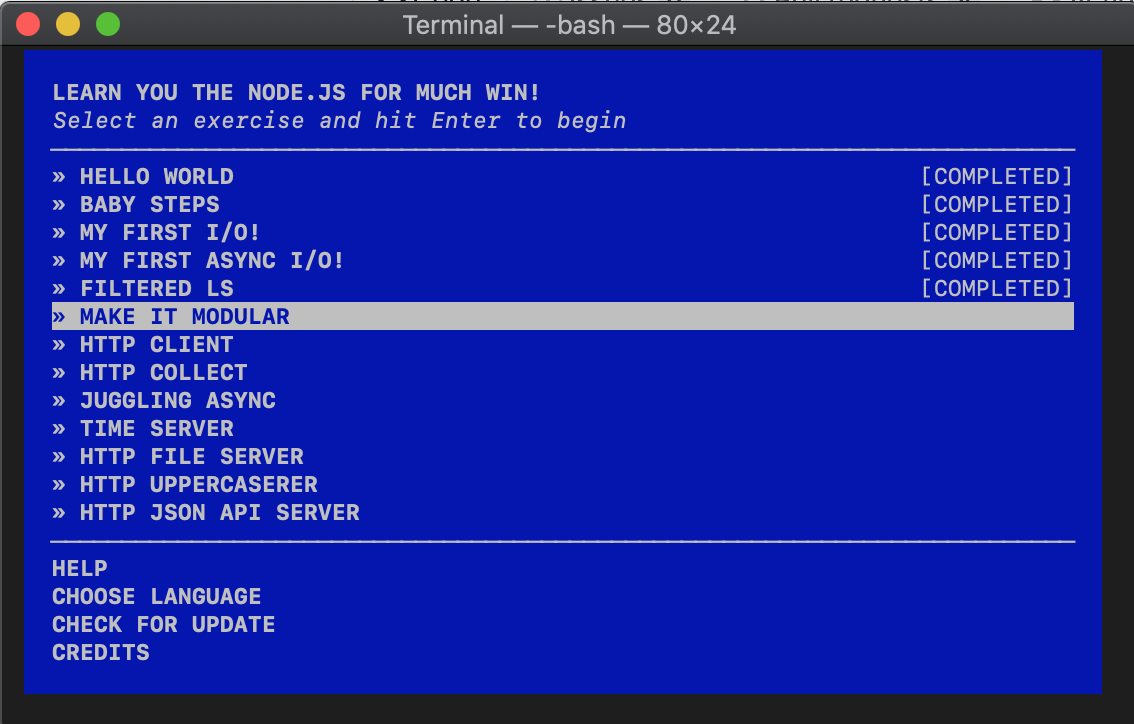 Terminal — -bash — 80×24
LEARN YOU THE NODE.JS FOR MUCH WIN!
Select an exercise and hit Enter to begin
» HELLO WORLD [COMPLETED]
» BABY STEPS [COMPLETED]
» MY FIRST I/O! [COMPLETED]
» MY FIRST ASYNC I/O! [COMPLETED]
» FILTERED LS [COMPLETED]
» MAKE IT MODULAR
» HTTP CLIENT
» HTTP COLLECT
» JUGGLING ASYNC
» TIME SERVER
» HTTP FILE SERVER
» HTTP UPPERCASERER
» HTTP JSON API SERVER
HELP
CHOOSE LANGUAGE
CHECK FOR UPDATE
CREDITS